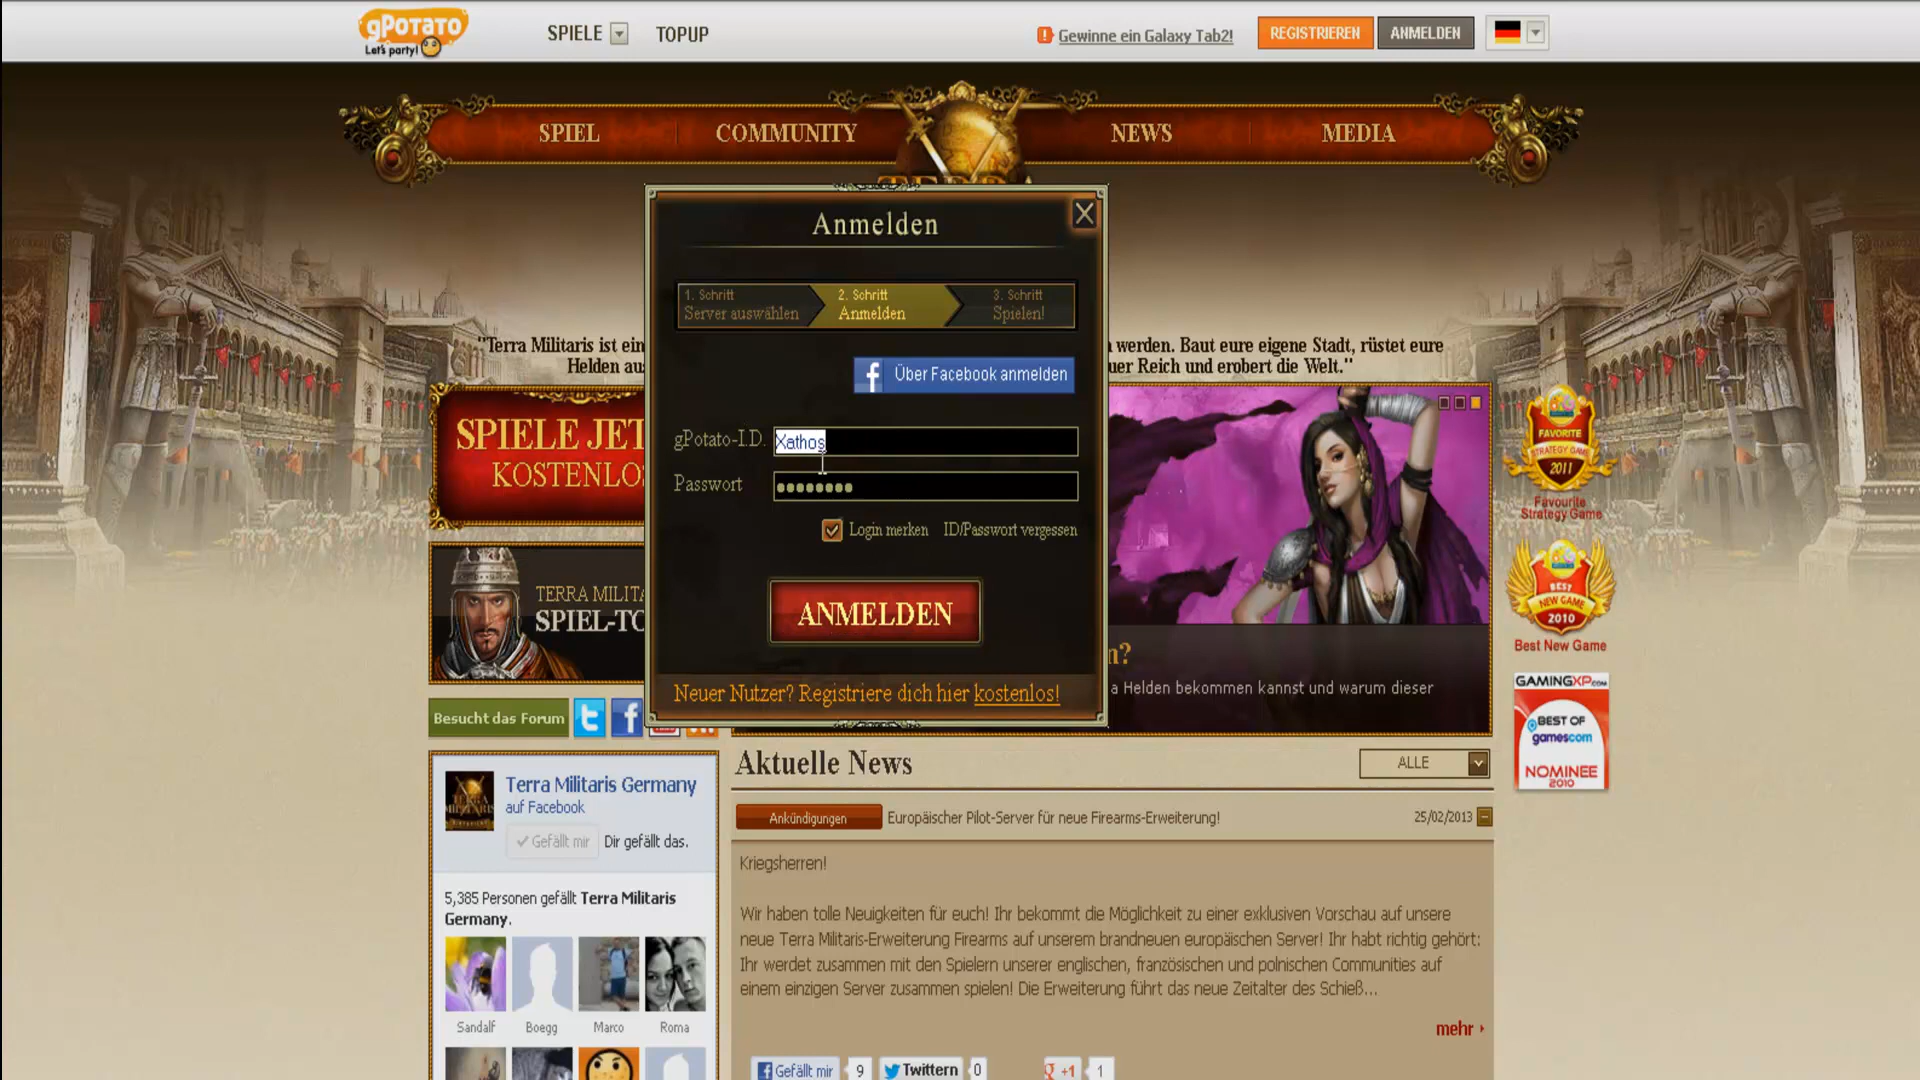 gPOTATO
Let's party!
SPIELE
TOPUP
Gewinne ein Galaxy Tab2!
REGISTRIEREN
ANMELDEN
SPIEL
COMMUNITY
NEWS
MEDIA
Anmelden
1. Schritt
Server auswählen
2. Schritt
Anmelden
3. Schritt
Spielen!
Über Facebook anmelden
gPotato-I.D.
Xathos
Passwort
Login merken
ID/Passwort vergessen
ANMELDEN
Neuer Nutzer? Registriere dich hier kostenlos!
"Terra Militaris ist ein
werden. Baut eure eigene Stadt, rüstet eure
Helden
Reich und erobert die Welt."
SPIELE
KOSTENLO
TERRA
SPIEL-TO
Helden bekommen kannst und warum dieser
FAVORITE
STRATEGY GAME
2011
Favourite
Strategy Game
BEST
NEW GAME
2010
Best New Game
GAMINGXP.COM
BEST OF
gamescom
NOMINEE
2010
Besucht das Forum
Terra Militaris Germany
auf Facebook
Gefällt mir
Dir gefällt das.
5,385 Personen gefällt Terra Militaris
Germany.
Sandalf
Boegg
Marco
Roma
Aktuelle News
ALLE
Ankündigungen
Europäischer Pilot-Server für neue Firearms-Erweiterung!
25/02/2013
Kriegsherren!
Wir haben tolle Neuigkeiten für euch! Ihr bekommt die Möglichkeit zu einer exklusiven Vorschau auf unsere
neue Terra Militaris-Erweiterung Firearms auf unserem brandneuen europäischen Server! Ihr habt richtig gehört:
Ihr werdet zusammen mit den Spielern unserer englischen, französischen und polnischen Communities auf
einem einzigen Server zusammen spielen! Die Erweiterung führt das neue Zeitalter des Schieß...
mehr
Gefällt mir
9
Twittern
0
+1
1